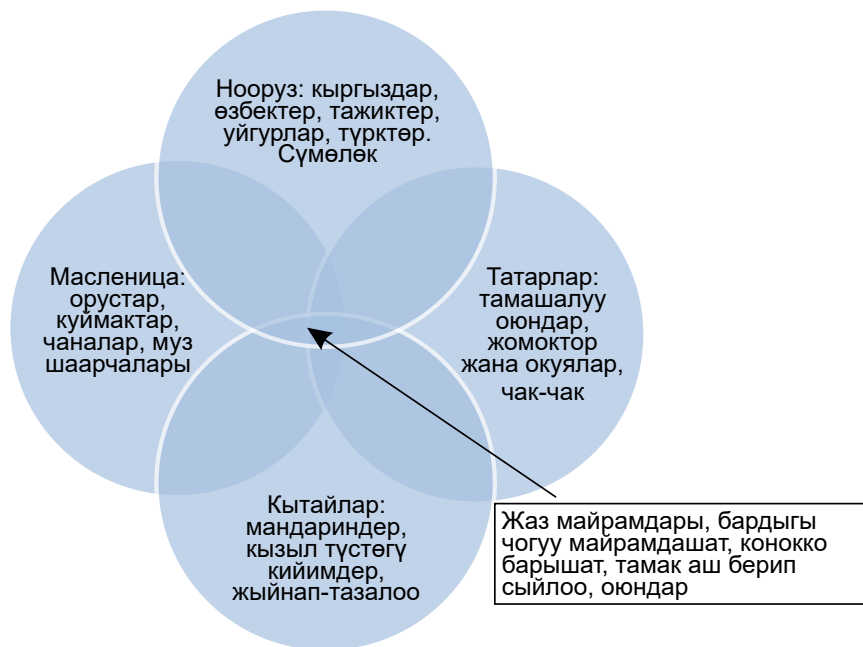 Нооруз: кыргыздар,
өзбектер, тажиктер,
уйгурлар, түрктөр.
Сүмөлөк
Масленица:
орустар,
куймактар,
чаналар, муз
шаарчалары
Татарлар:
тамашалуу
оюндар,
жомоктор
жана окуялар,
чак-чак
Кытайлар:
мандариндер,
кызыл түстөгү
кийимдер,
жыйнап-тазалоо
Жаз майрамдары, бардыгы
чогуу майрамдашат, конокко
барышат, тамак аш берип
сыйлоо, оюндар